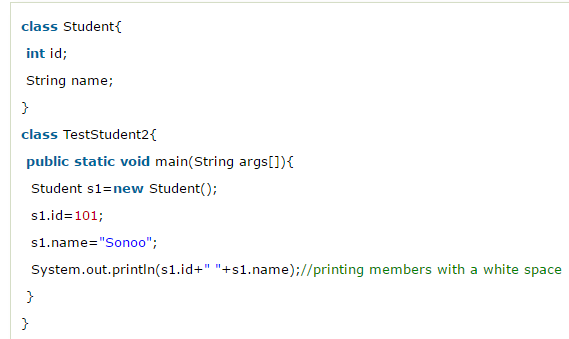 class Student{
int id;
String name;
}
class TestStudent2{
public static void main(String args[]){
Student s1=new Student();
s1.id=101;
s1.name="Sonoo";
System.out.println(s1.id+" "+s1.name);//printing members with a white space
}
}